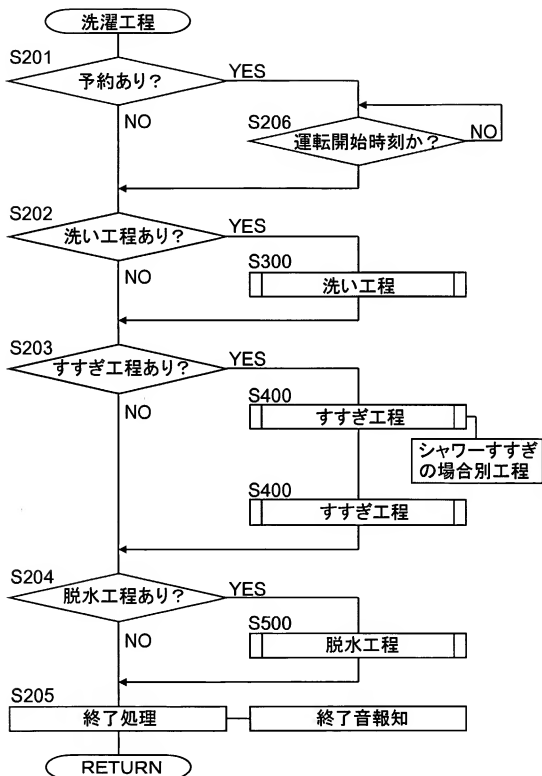 洗濯工程
S201
予約あり?
YES
NO
S206
運転開始時刻か?
NO
S202
洗い工程あり?
YES
NO
S300
洗い工程
S203
すすぎ工程あり?
YES
NO
S400
すすぎ工程
シャワーすすぎ
の場合別工程
S400
すすぎ工程
S204
脱水工程あり?
YES
NO
S500
脱水工程
S205
終了処理
終了音報知
RETURN